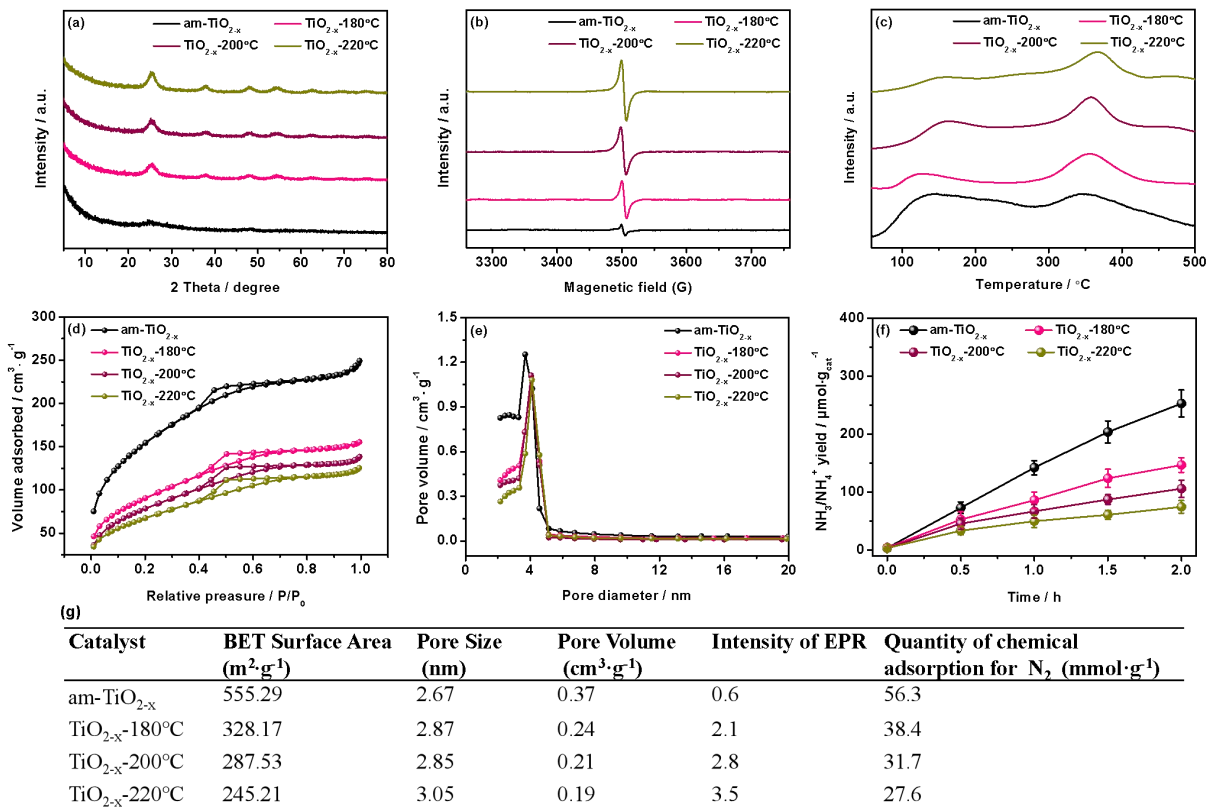 (a)
am-TiO2-x
TiO2-x-180°C
TiO2-x-200°C
TiO2-x-220°C
Intensity / a.u.
10 20 30 40 50 60 70 80
2 Theta / degree
(b)
am-TiO2-x
TiO2-x-180°C
TiO2-x-200°C
TiO2-x-220°C
Intensity / a.u.
3300 3400 3500 3600 3700
Magenetic field (G)
(c)
am-TiO2-x
TiO2-x-180°C
TiO2-x-200°C
TiO2-x-220°C
Intensity / a.u.
100 200 300 400 500
Temperature / °C
(d)
am-TiO2-x
TiO2-x-180°C
TiO2-x-200°C
TiO2-x-220°C
Volume adsorbed / cm3·g-1
300
250
200
150
100
50
0.0 0.2 0.4 0.6 0.8 1.0
Relative preasure / P/P0
(e)
am-TiO2-x
TiO2-x-180°C
TiO2-x-200°C
TiO2-x-220°C
Pore volume / cm3·g-1
1.5
1.2
0.9
0.6
0.3
0.0
0 4 8 12 16 20
Pore diameter / nm
(f)
am-TiO2-x
TiO2-x-180°C
TiO2-x-200°C
TiO2-x-220°C
NH3/NH4+ yield / µmol·gcat-1
400
300
200
100
0
0.0 0.5 1.0 1.5 2.0
Time / h
(g)
Catalyst BET Surface Area Pore Size Pore Volume Intensity of EPR Quantity of chemical
(m2·g-1) (nm) (cm3·g-1) adsorption for N2 (mmol·g-1)
am-TiO2-x 555.29 2.67 0.37 0.6 56.3
TiO2-x-180°C 328.17 2.87 0.24 2.1 38.4
TiO2-x-200°C 287.53 2.85 0.21 2.8 31.7
TiO2-x-220°C 245.21 3.05 0.19 3.5 27.6